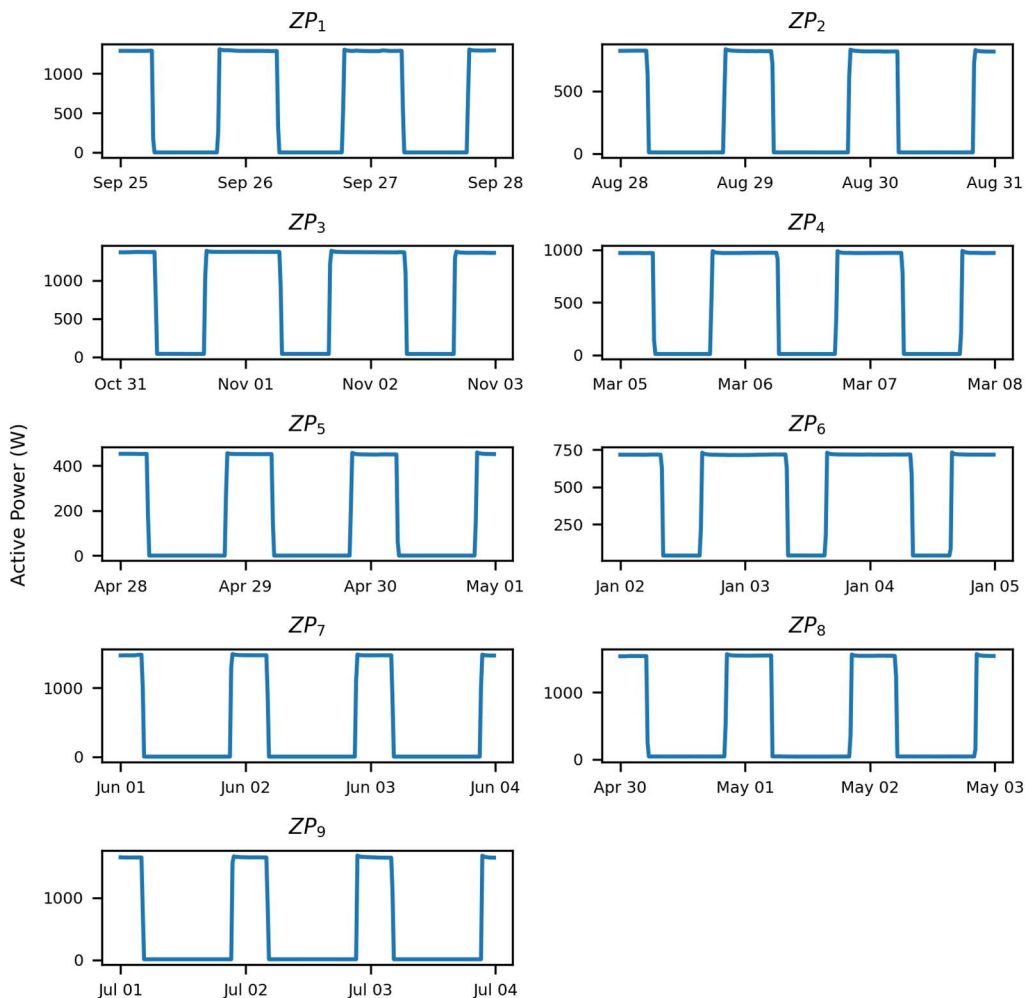 ZP₁
1000
500
0
Sep 25 Sep 26 Sep 27 Sep 28
ZP₂
500
0
Aug 28 Aug 29 Aug 30 Aug 31
ZP₃
1000
500
0
Oct 31 Nov 01 Nov 02 Nov 03
ZP₄
1000
500
0
Mar 05 Mar 06 Mar 07 Mar 08
Active Power (W)
ZP₅
400
200
0
Apr 28 Apr 29 Apr 30 May 01
ZP₆
750
500
250
Jan 02 Jan 03 Jan 04 Jan 05
ZP₇
1000
0
Jun 01 Jun 02 Jun 03 Jun 04
ZP₈
1000
0
Apr 30 May 01 May 02 May 03
ZP₉
1000
0
Jul 01 Jul 02 Jul 03 Jul 04